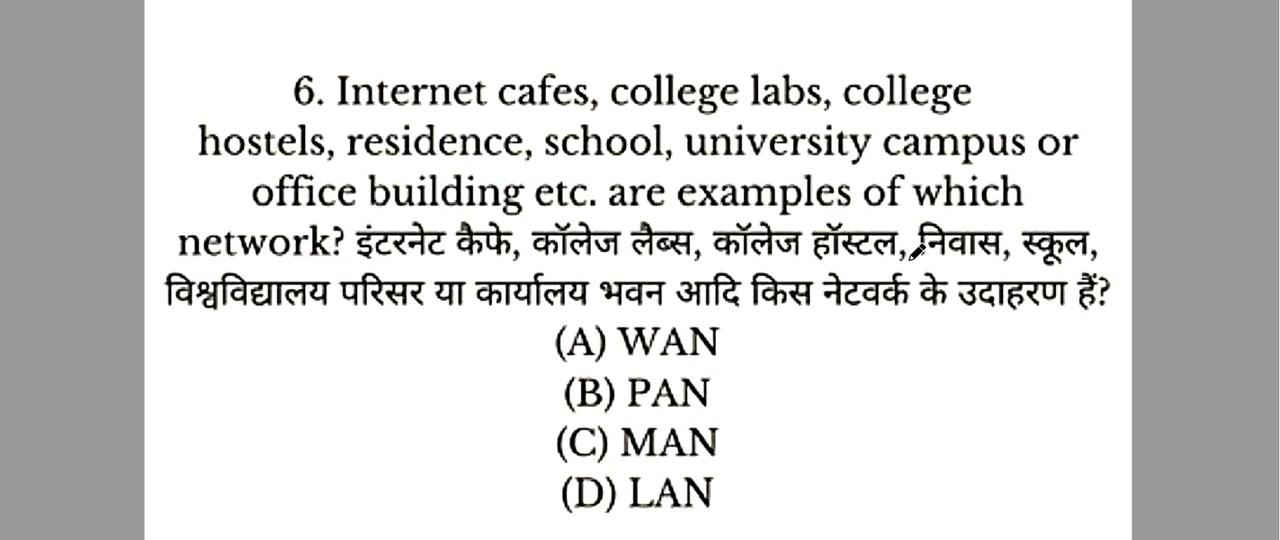 6. Internet cafes, college labs, college
hostels, residence, school, university campus or
office building etc. are examples of which
network? इंटरनेट कैफे, कॉलेज लैब्स, कॉलेज हॉस्टल, निवास, स्कूल,
विश्वविद्यालय परिसर या कार्यालय भवन आदि किस नेटवर्क के उदाहरण हैं?
(A) WAN
(B) PAN
(C) MAN
(D) LAN